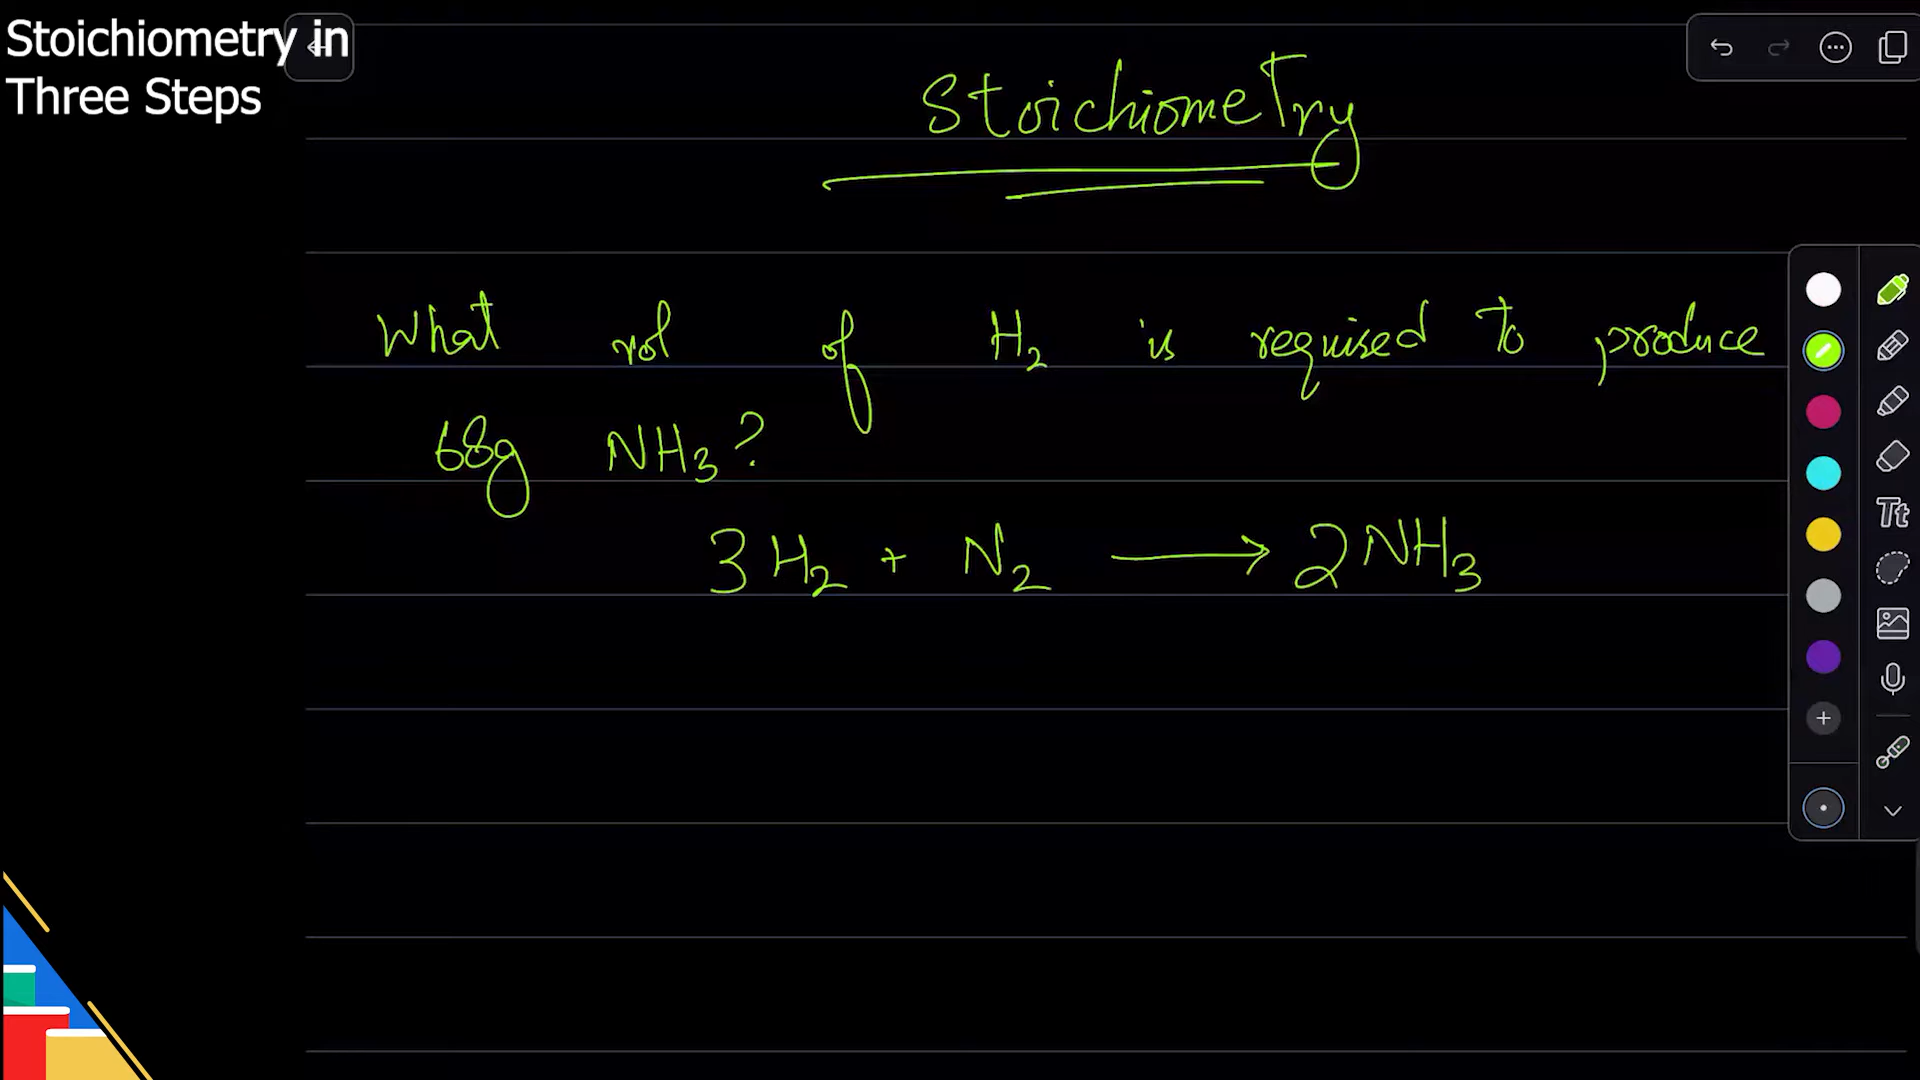 Stoichiometry in
Three Steps
Stoichiometry
What vol of H₂ is required to produce
68g NH₃?
3H₂ + N₂ → 2NH₃
Tt